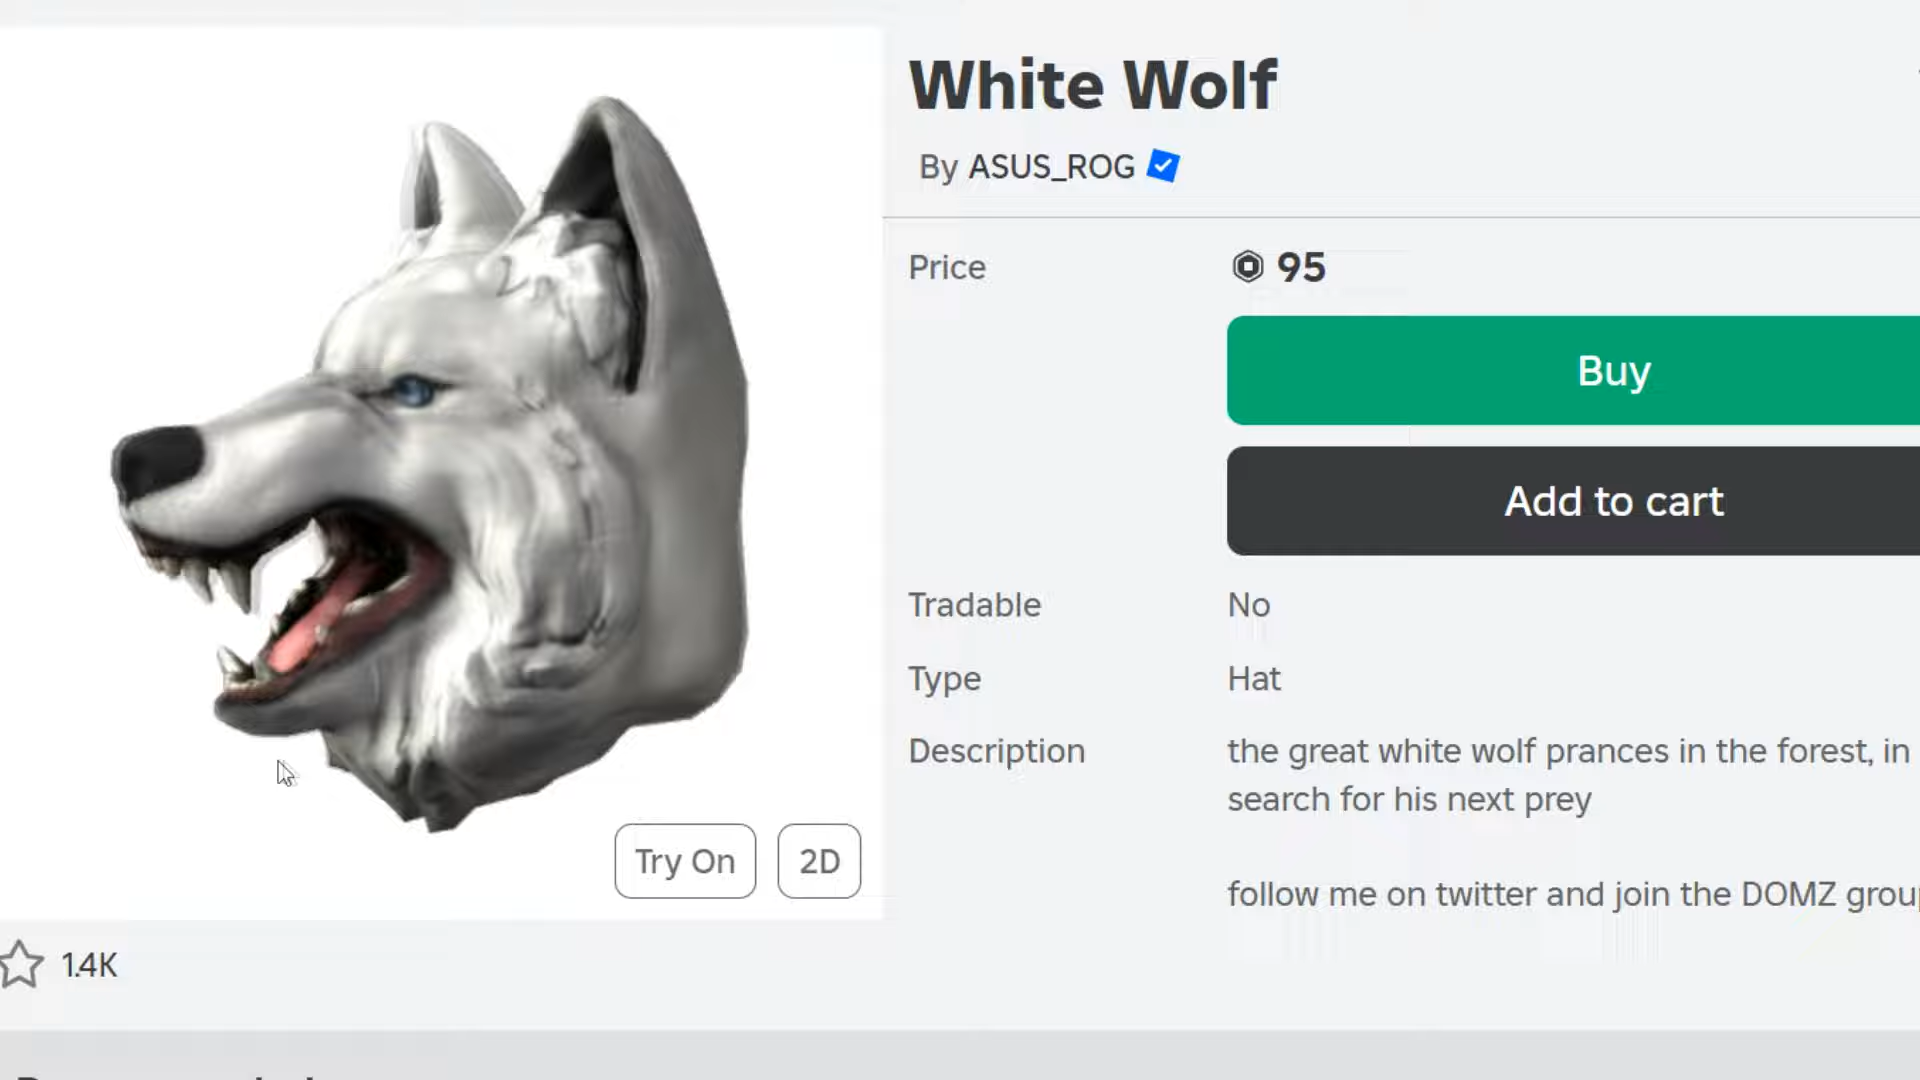 White Wolf
By ASUS_ROG
Price
95
Buy
Add to cart
Tradable
No
Type
Hat
Description
the great white wolf prances in the forest, in
search for his next prey
follow me on twitter and join the DOMZ
Try On
2D
1.4K